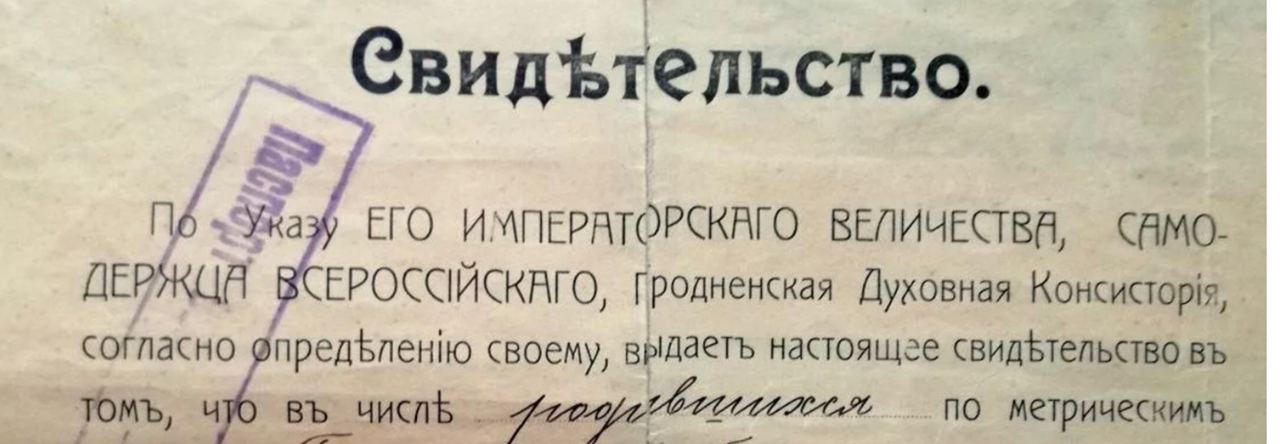 Свидѣтельство.
Паспортъ
По Указу ЕГО ИМПЕРАТОРСКАГО ВЕЛИЧЕСТВА, САМО-
ДЕРЖЦА ВСЕРОССІЙСКАГО, Гродненская Духовная Консисторія,
согласно опредѣленію своему, выдаетъ настоящее свидѣтельство въ
томъ, что въ числѣ родившихся по метрическимъ